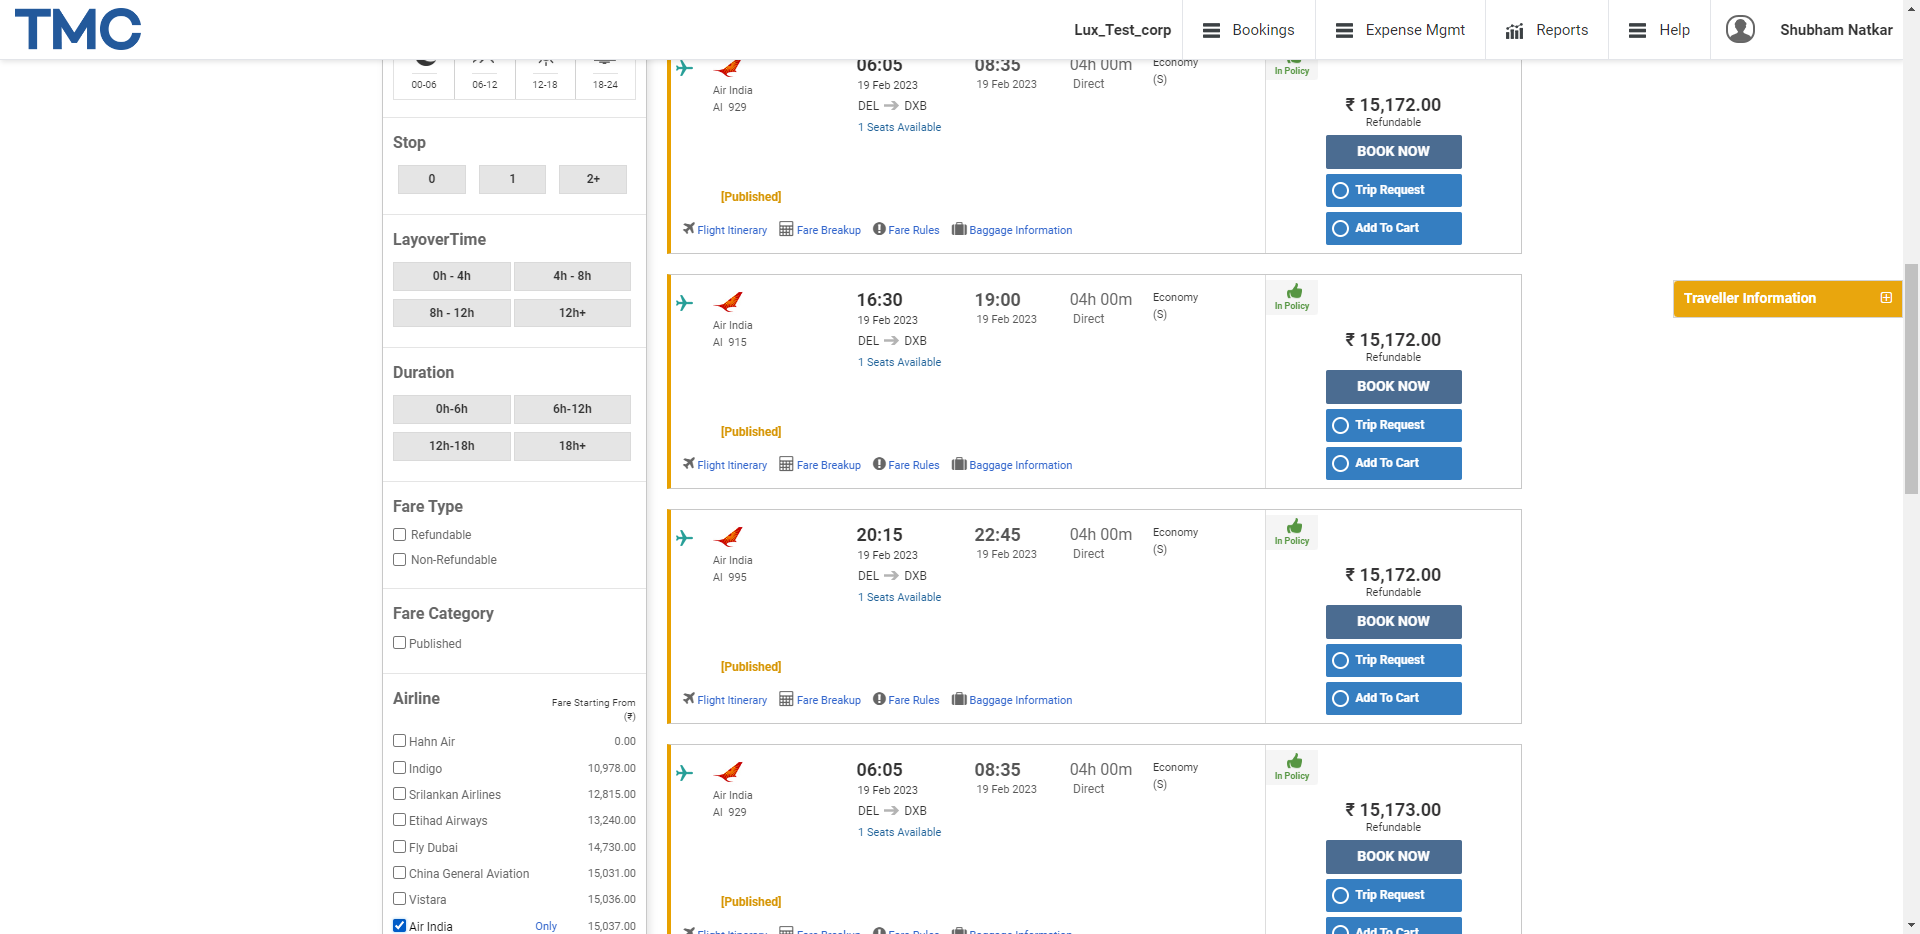 TMC
Lux_Test_corp
Bookings
Expense Mgmt
Reports
Help
Shubham Natkar
00-06
06-12
12-18
18-24
Stop
0
1
2+
LayoverTime
0h - 4h
4h - 8h
8h - 12h
12h+
Duration
0h-6h
6h-12h
12h-18h
18h+
Fare Type
Refundable
Non-Refundable
Fare Category
Published
Airline
Fare Starting From
(₹)
Hahn Air 0.00
Indigo 10,978.00
Srilankan Airlines 12,815.00
Etihad Airways 13,240.00
Fly Dubai 14,730.00
China General Aviation 15,031.00
Vistara 15,036.00
Air India Only 15,037.00
06:05
08:35
04h 00m
Economy
(S)
In Policy
Air India
AI 929
19 Feb 2023
19 Feb 2023
Direct
DEL DXB
1 Seats Available
₹ 15,172.00
Refundable
BOOK NOW
Trip Request
Add To Cart
[Published]
Flight Itinerary
Fare Breakup
Fare Rules
Baggage Information
16:30
19:00
04h 00m
Economy
(S)
In Policy
Air India
AI 915
19 Feb 2023
19 Feb 2023
Direct
DEL DXB
1 Seats Available
₹ 15,172.00
Refundable
BOOK NOW
Trip Request
Add To Cart
[Published]
Flight Itinerary
Fare Breakup
Fare Rules
Baggage Information
20:15
22:45
04h 00m
Economy
(S)
In Policy
Air India
AI 995
19 Feb 2023
19 Feb 2023
Direct
DEL DXB
1 Seats Available
₹ 15,172.00
Refundable
BOOK NOW
Trip Request
Add To Cart
[Published]
Flight Itinerary
Fare Breakup
Fare Rules
Baggage Information
06:05
08:35
04h 00m
Economy
(S)
In Policy
Air India
AI 929
19 Feb 2023
19 Feb 2023
Direct
DEL DXB
1 Seats Available
₹ 15,173.00
Refundable
BOOK NOW
Trip Request
Add To Cart
[Published]
Flight Itinerary
Fare Breakup
Fare Rules
Baggage Information
Traveller Information